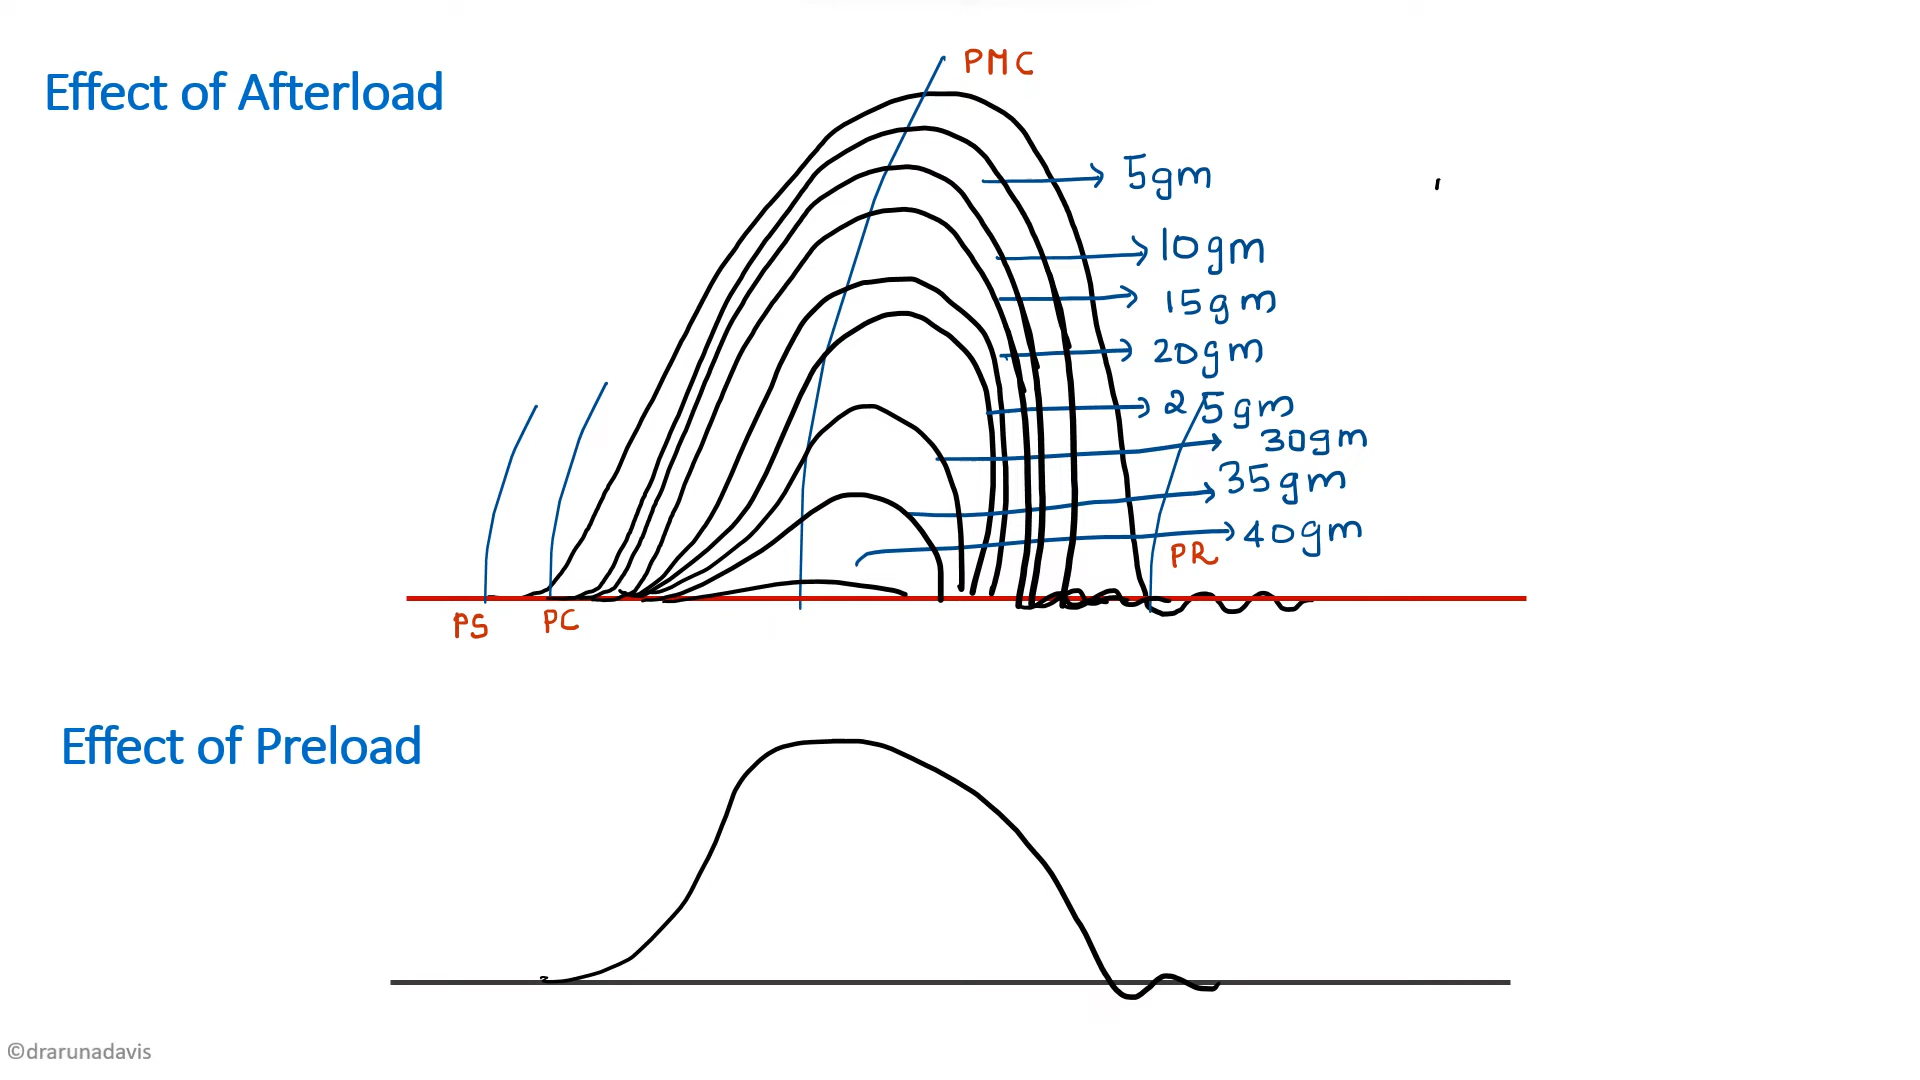 Effect of Afterload
PMC
5gm
10gm
15gm
20gm
25gm
30gm
35gm
40gm
PR
PS
PC
Effect of Preload
©drarunadavis